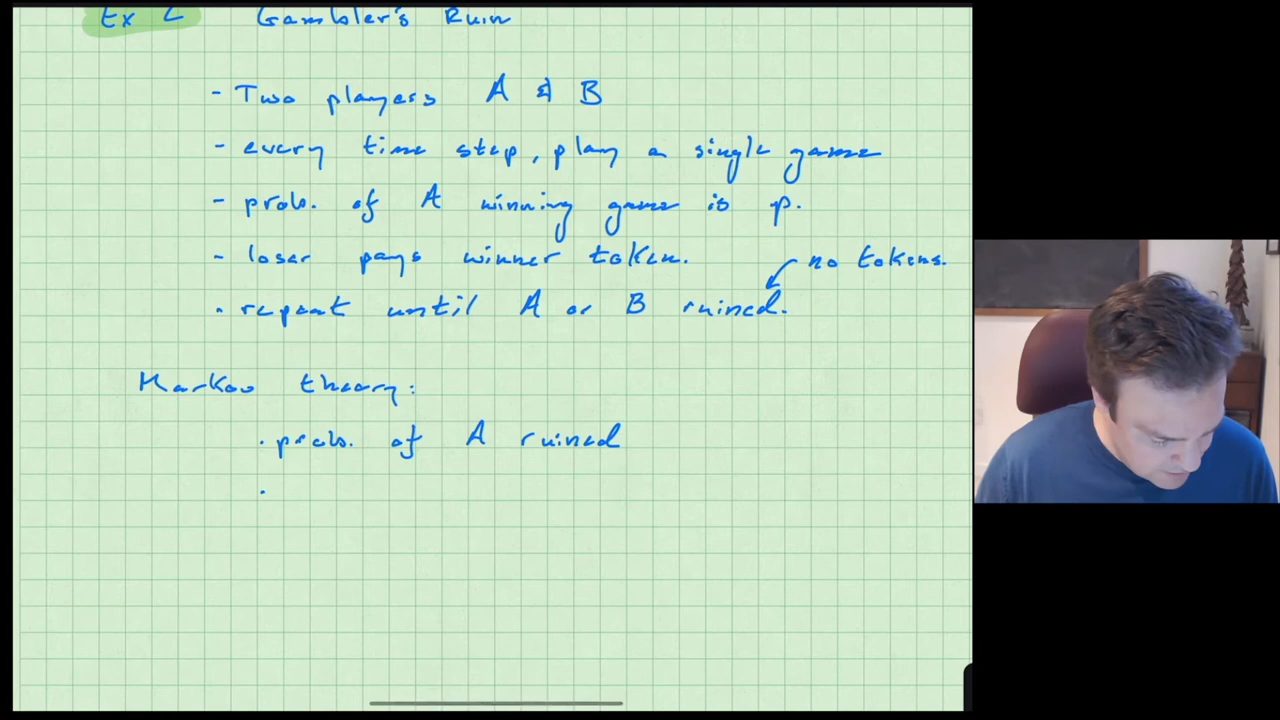 Ex 2 Gambler's Ruin
- Two players A & B
- every time step, play a single game
- prob. of A winning game is p.
- loser pays winner token.
no tokens.
· repeat until A or B ruined.
Markov theory:
· prob. of A ruined
·